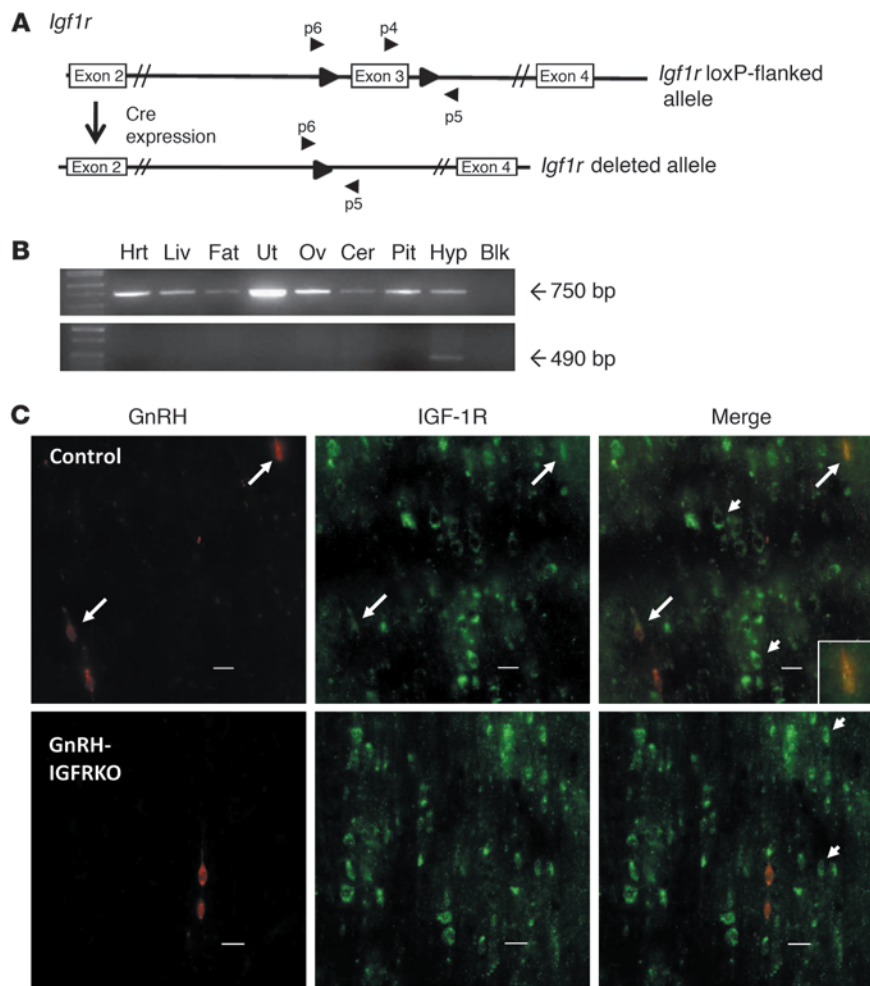 A
Igf1r
p6 p4
Exon 2 Exon 3 Exon 4 Igf1r loxP-flanked
allele
p5
Cre
expression
p6
Exon 2 Exon 4 Igf1r deleted allele
p5
B
Hrt Liv Fat Ut Ov Cer Pit Hyp Blk
←750 bp
←490 bp
C
GnRH IGF-1R Merge
Control
GnRH-
IGFRKO